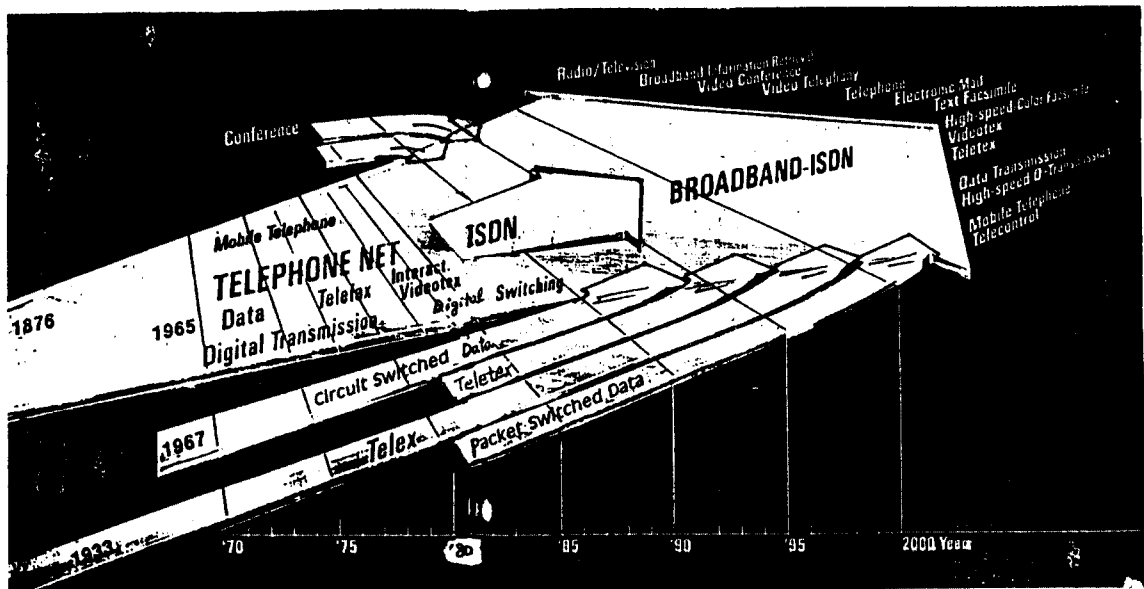 Radio/Television
Broadband Information Retrieval
Video Conference
Video Telephony
Telephone
Electronic Mail
Text Facsimile
High-speed Color Facsimile
Videotex
Teletex
Data Transmission
High-speed D-Transmission
Mobile Telephone
Telecontrol
Conference
BROADBAND-ISDN
ISDN
Mobile Telephone
TELEPHONE NET
Interact.
Videotex
Telefax
Data
Digital Switching
Digital Transmission
1876
1965
Circuit Switched Data
Teletex
1967
Telex
Packet Switched Data
1933
'70
'75
'80
'85
'90
'95
2000 Year